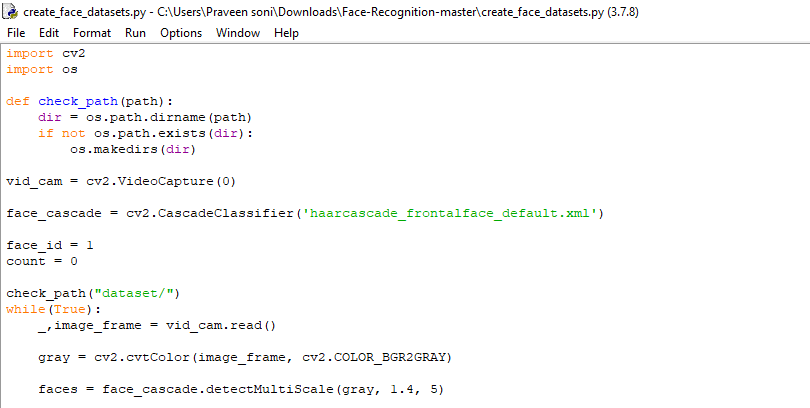 create_face_datasets.py - C:\Users\Praveen soni\Downloads\Face-Recognition-master\create_face_datasets.py (3.7.8)
File Edit Format Run Options Window Help
import cv2
import os
def check_path(path):
    dir = os.path.dirname(path)
    if not os.path.exists(dir):
        os.makedirs(dir)
vid_cam = cv2.VideoCapture(0)
face_cascade = cv2.CascadeClassifier('haarcascade_frontalface_default.xml')
face_id = 1
count = 0
check_path("dataset/")
while(True):
    _,image_frame = vid_cam.read()
    gray = cv2.cvtColor(image_frame, cv2.COLOR_BGR2GRAY)
    faces = face_cascade.detectMultiScale(gray, 1.4, 5)